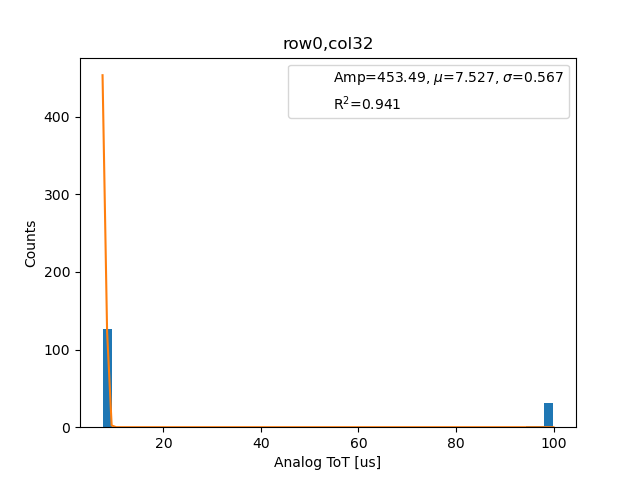 row0,col32
Amp=453.49, μ=7.527, σ=0.567
R²=0.941
Counts
400
300
200
100
0
20 40 60 80 100
Analog ToT [us]